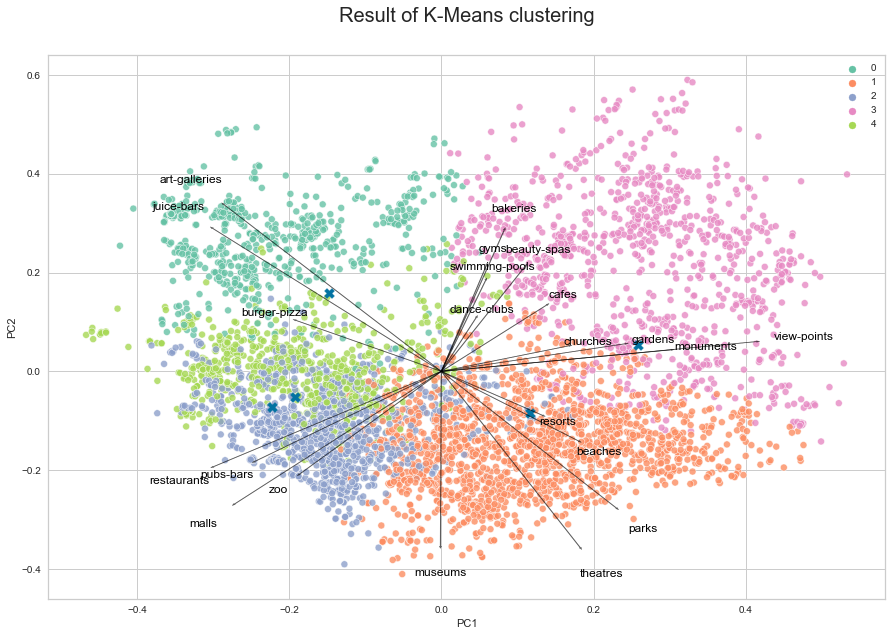 Result of K-Means clustering
0
1
2
3
4
0.6
0.4
0.2
0.0
−0.2
−0.4
PC2
art-galleries
juice-bars
bakeries
gyms
beauty-spas
swimming-pools
cafes
dance-clubs
burger-pizza
churches
gardens
monuments
view-points
resorts
beaches
pubs-bars
restaurants
zoo
malls
parks
museums
theatres
−0.4
−0.2
0.0
0.2
0.4
PC1